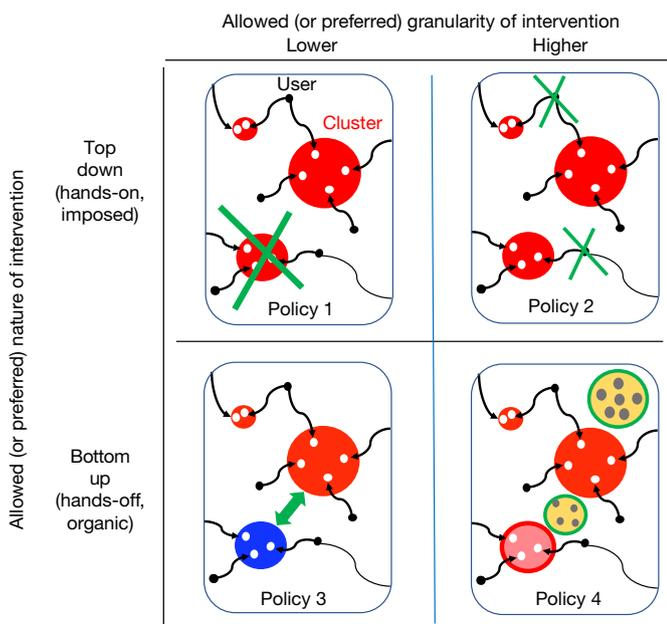 Allowed (or preferred) granularity of intervention
Lower
Higher
Allowed (or preferred) nature of intervention
Top
down
(hands-on,
imposed)
User
Cluster
Policy 1
Policy 2
Bottom
up
(hands-off,
organic)
Policy 3
Policy 4